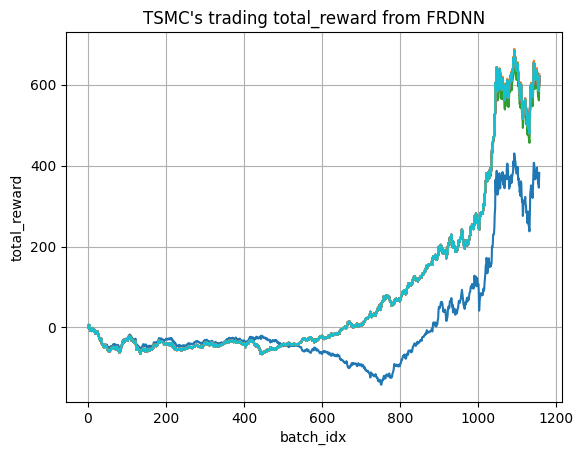 TSMC's trading total_reward from FRDNN
total_reward
600
400
200
0
0 200 400 600 800 1000 1200
batch_idx